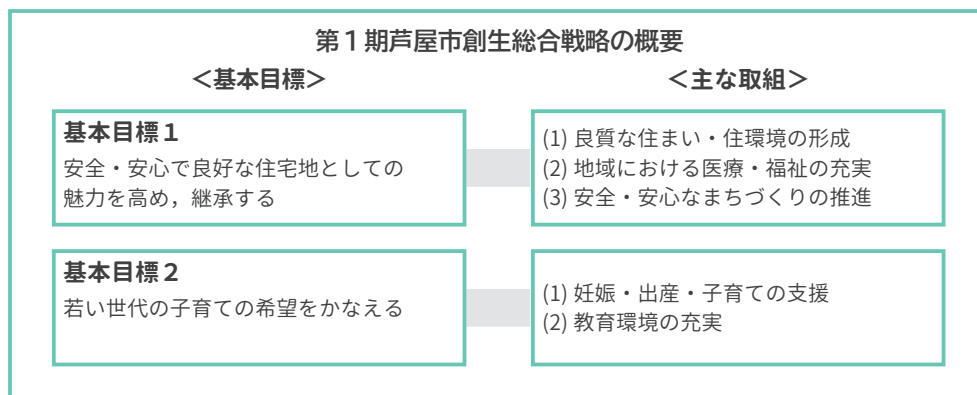 第1期芦屋市創生総合戦略の概要
＜基本目標＞
＜主な取組＞
基本目標1
安全・安心で良好な住宅地としての
魅力を高め，継承する
(1) 良質な住まい・住環境の形成
(2) 地域における医療・福祉の充実
(3) 安全・安心なまちづくりの推進
基本目標2
若い世代の子育ての希望をかなえる
(1) 妊娠・出産・子育ての支援
(2) 教育環境の充実